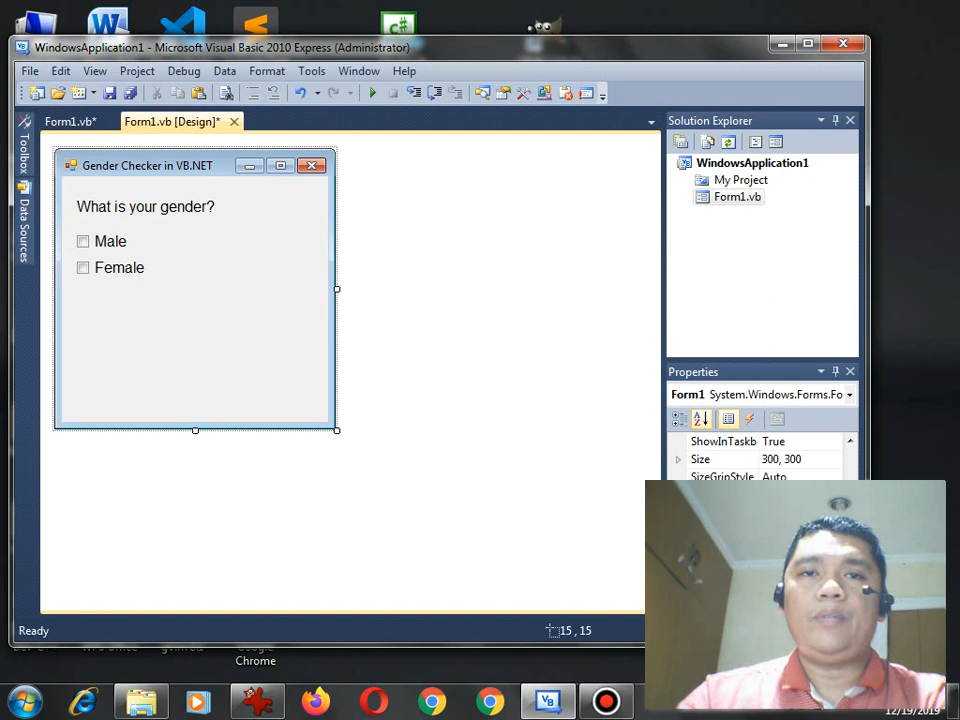 WindowsApplication1 - Microsoft Visual Basic 2010 Express (Administrator)
File Edit View Project Debug Data Format Tools Window Help
Form1.vb* Form1.vb [Design]*
Toolbox
Data Sources
Gender Checker in VB.NET
What is your gender?
Male
Female
Solution Explorer
WindowsApplication1
My Project
Form1.vb
Properties
Form1 System.Windows.Forms.Fo
ShowInTaskb True
Size 300, 300
SizeGripStyle Auto
Ready 15 , 15
Google
Chrome
12/19/2019